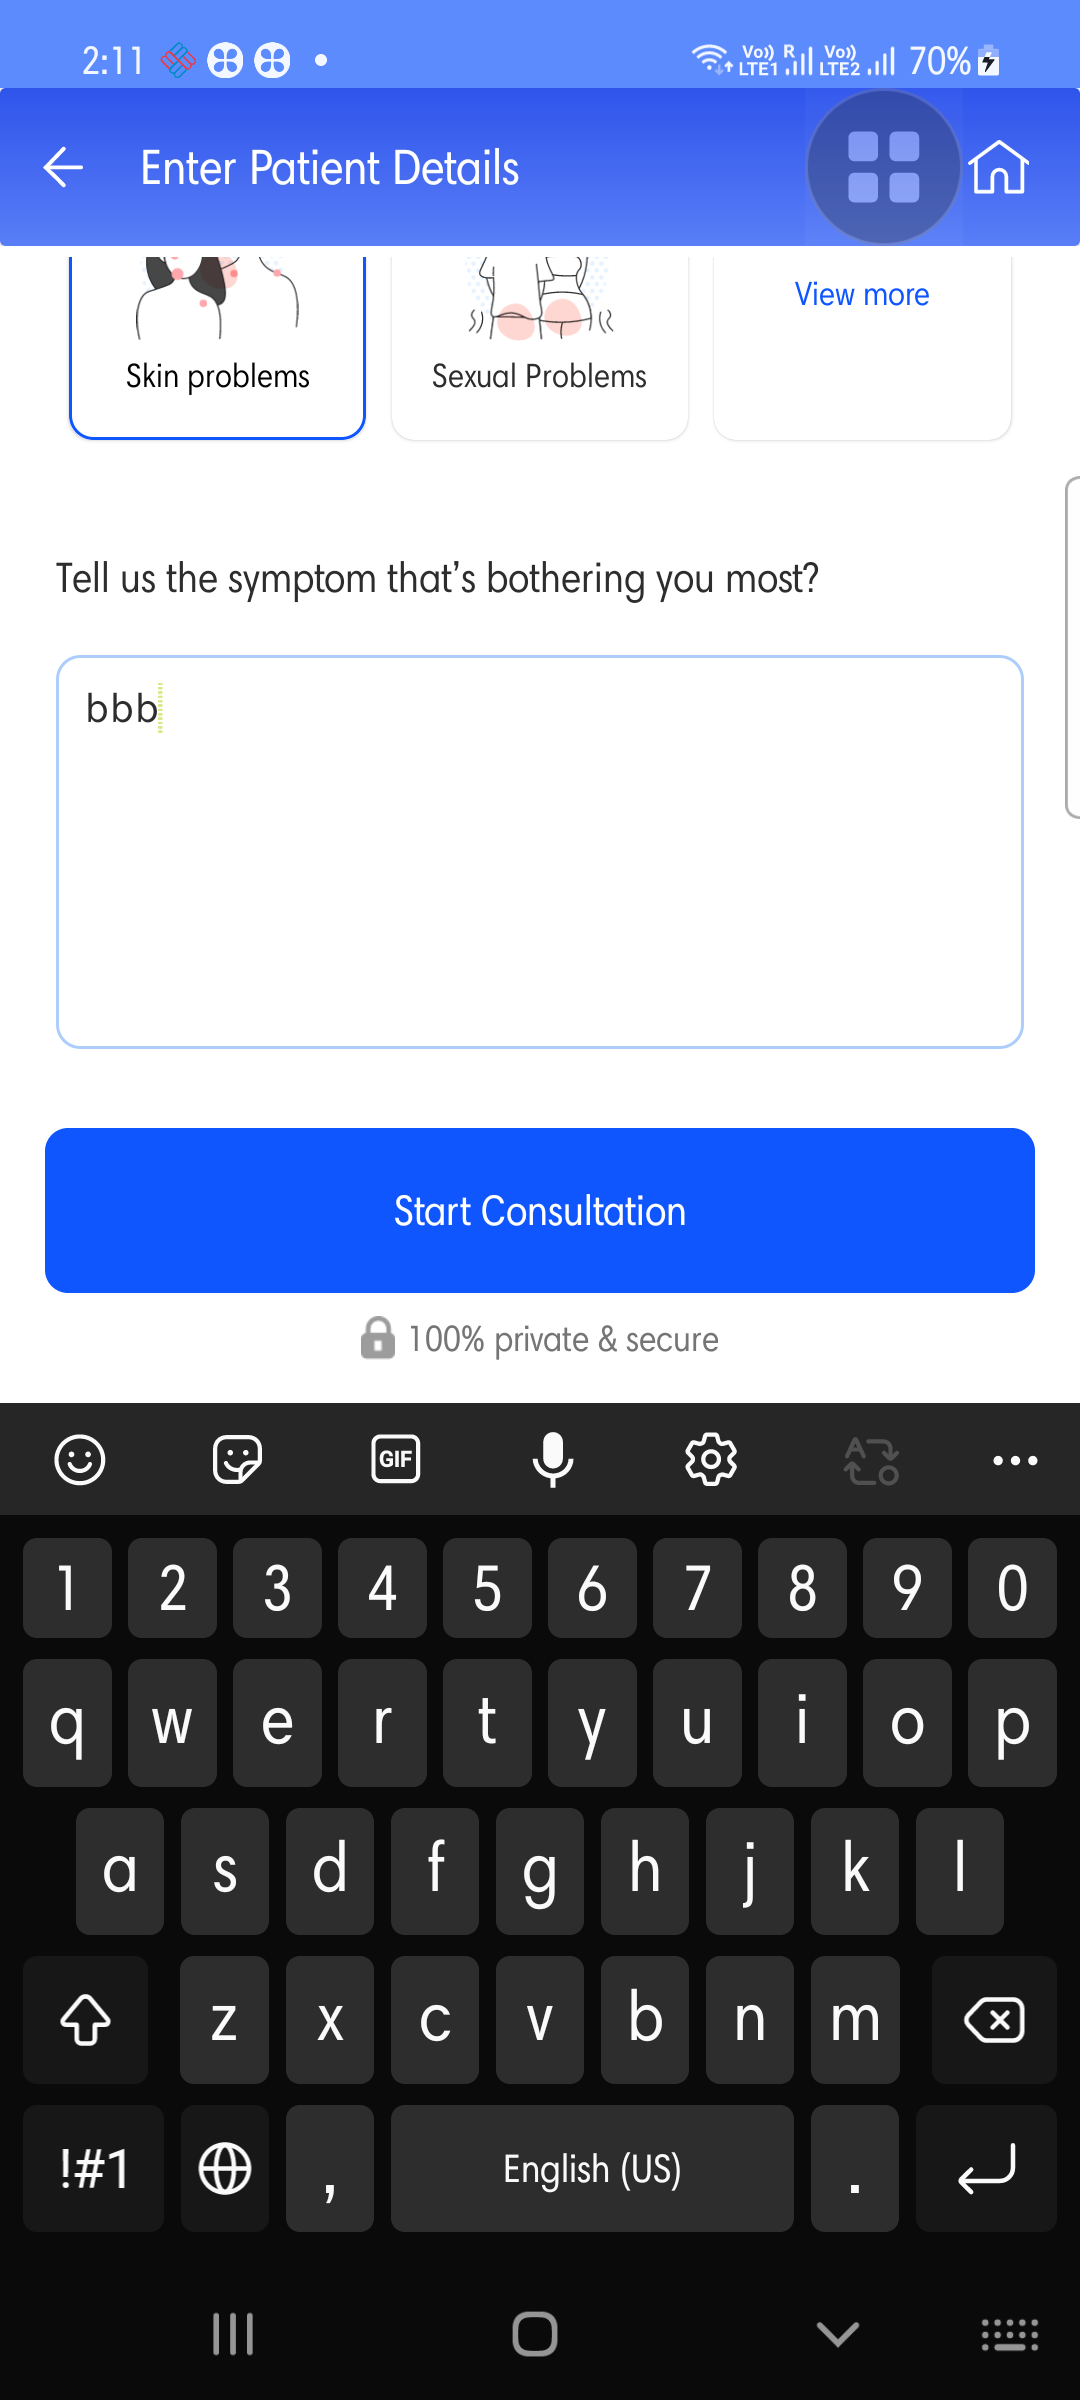 2:11 Vo)) R Vo)) 70%
LTE1 LTE2
Enter Patient Details
View more
Skin problems Sexual Problems
Tell us the symptom that’s bothering you most?
bbb
Start Consultation
100% private & secure
GIF A
1 2 3 4 5 6 7 8 9 0
q w e r t y u i o p
a s d f g h j k l
z x c v b n m
!#1 , English (US) .